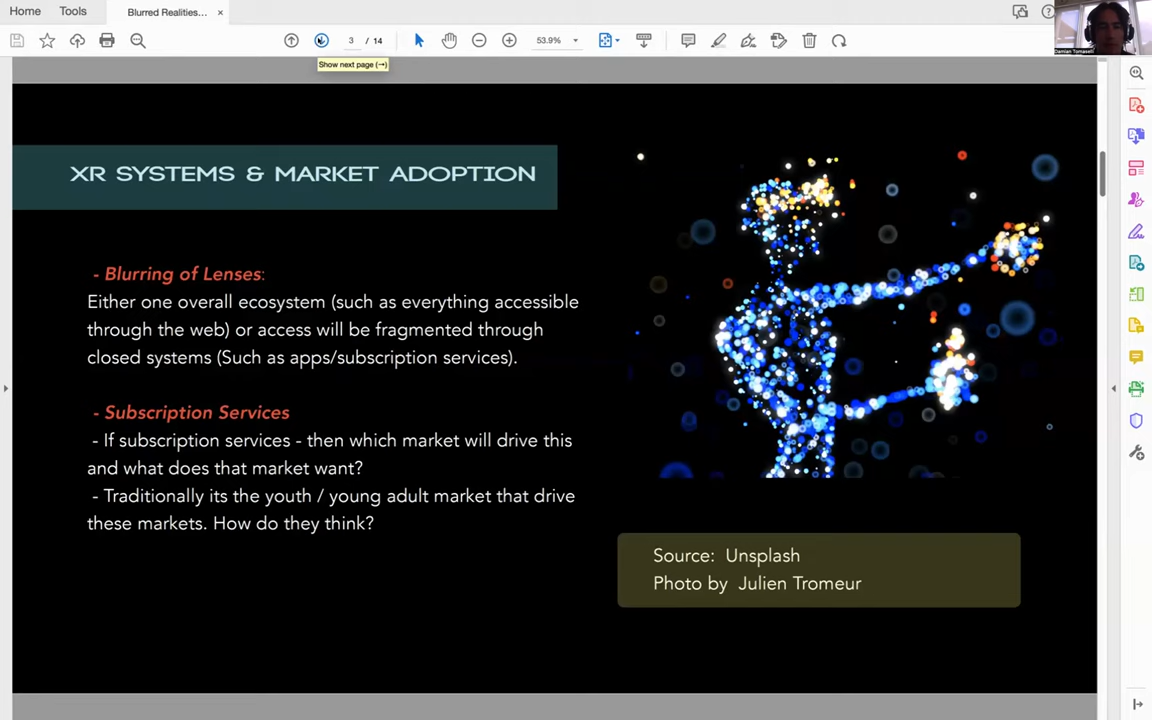 Home
Tools
Blurred Realities... ×
3 / 14
53.9%
Show next page (→)
Damian Tomaselli
XR SYSTEMS & MARKET ADOPTION
- Blurring of Lenses:
Either one overall ecosystem (such as everything accessible
through the web) or access will be fragmented through
closed systems (Such as apps/subscription services).
- Subscription Services
- If subscription services - then which market will drive this
and what does that market want?
- Traditionally its the youth / young adult market that drive
these markets. How do they think?
Source: Unsplash
Photo by Julien Tromeur